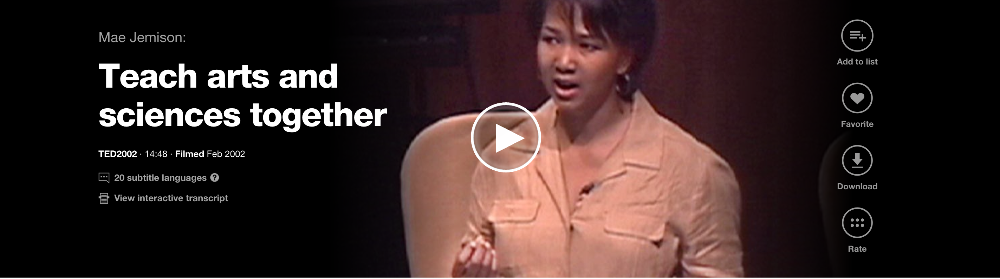 Mae Jemison:
Teach arts and
sciences together
TED2002 · 14:48 · Filmed Feb 2002
20 subtitle languages ?
View interactive transcript
Add to list
Favorite
Download
Rate